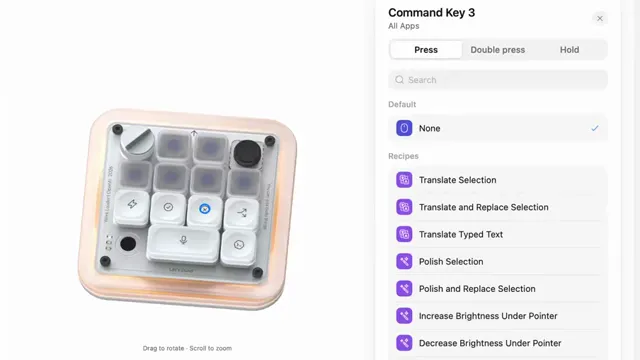 Command Key 3
All Apps
Press
Double press
Hold
Search
Default
None
Recipes
Translate Selection
Translate and Replace Selection
Translate Typed Text
Polish Selection
Polish and Replace Selection
Increase Brightness Under Pointer
Decrease Brightness Under Pointer
Drag to rotate · Scroll to zoom